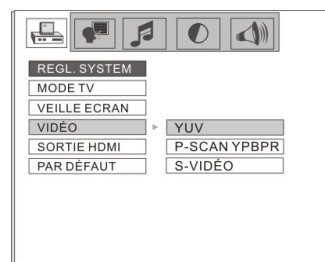 REGL. SYSTEM
MODE TV
VEILLE ECRAN
VIDÉO
YUV
SORTIE HDMI
P-SCAN YPBPR
PAR DÉFAUT
S-VIDÉO